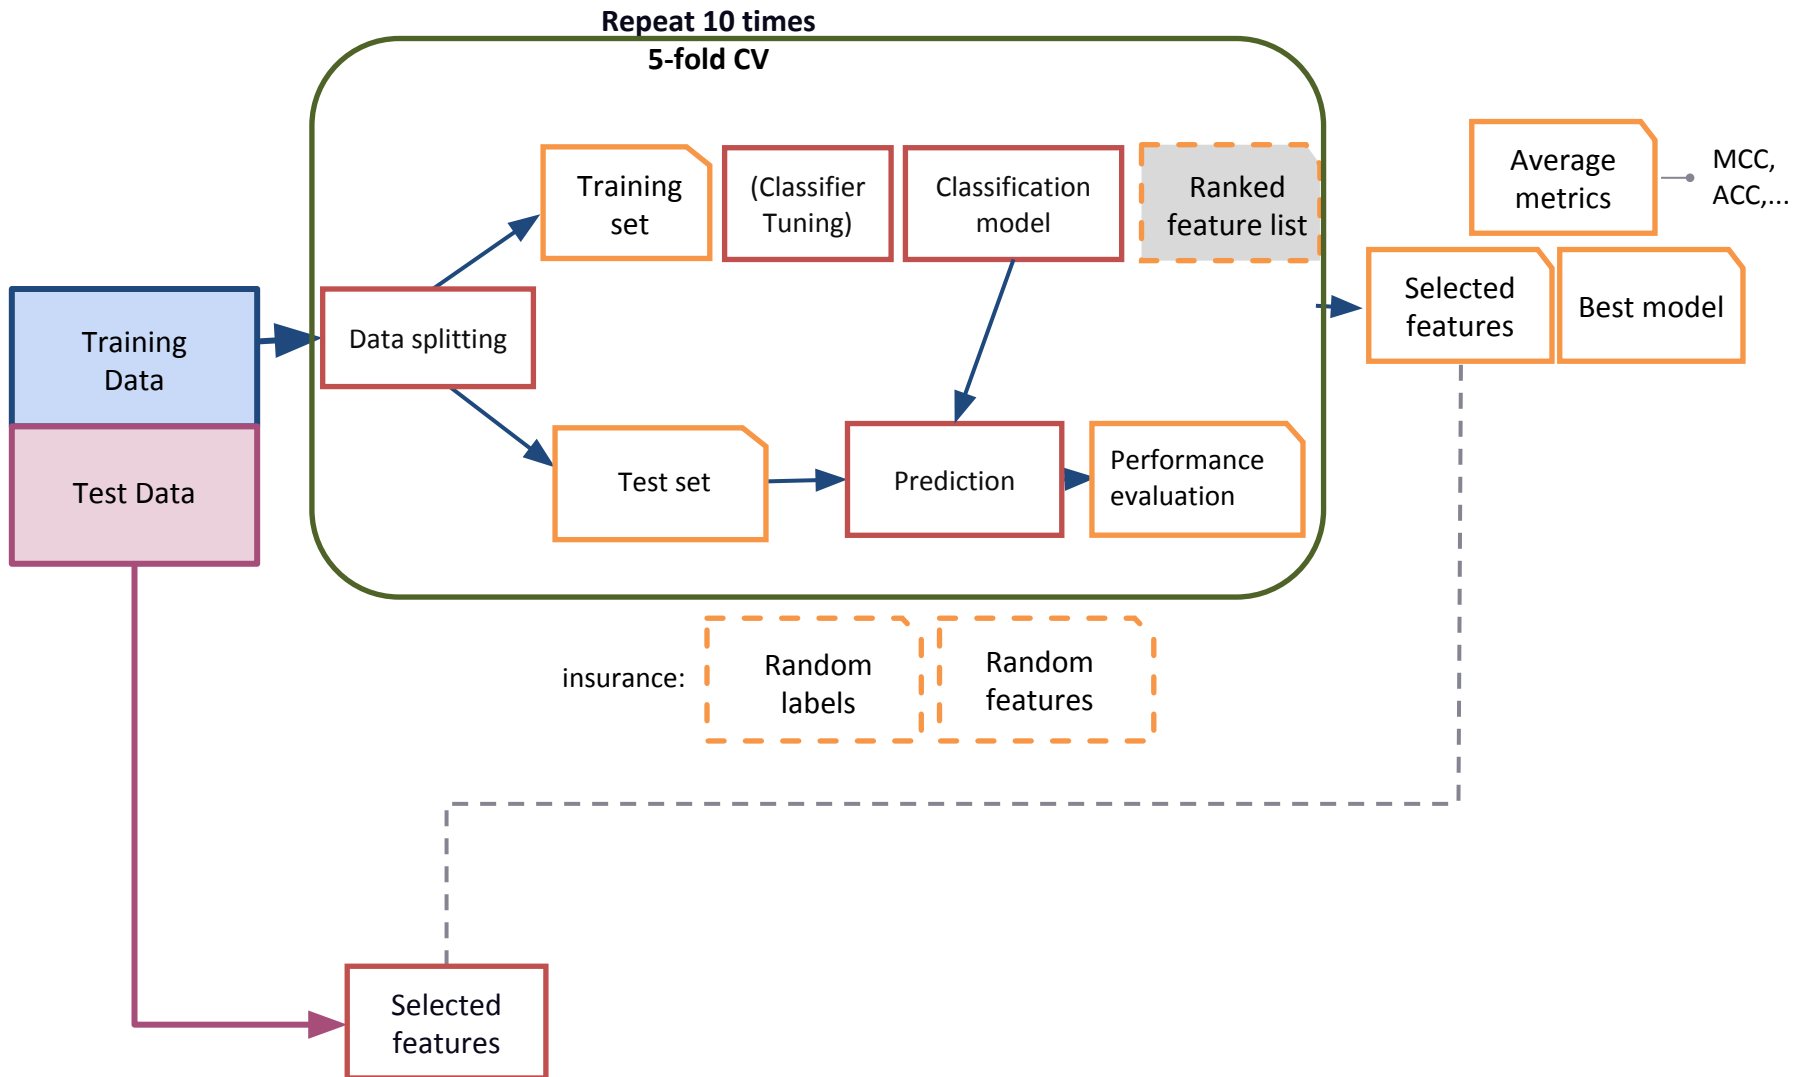 Repeat 10 times
5-fold CV
Training
set
(Classifier
Tuning)
Classification
model
Ranked
feature list
Average
metrics
MCC,
ACC,...
Training
Data
Data splitting
Selected
features
Best model
Test Data
Test set
Prediction
Performance
evaluation
insurance:
Random
labels
Random
features
Selected
features